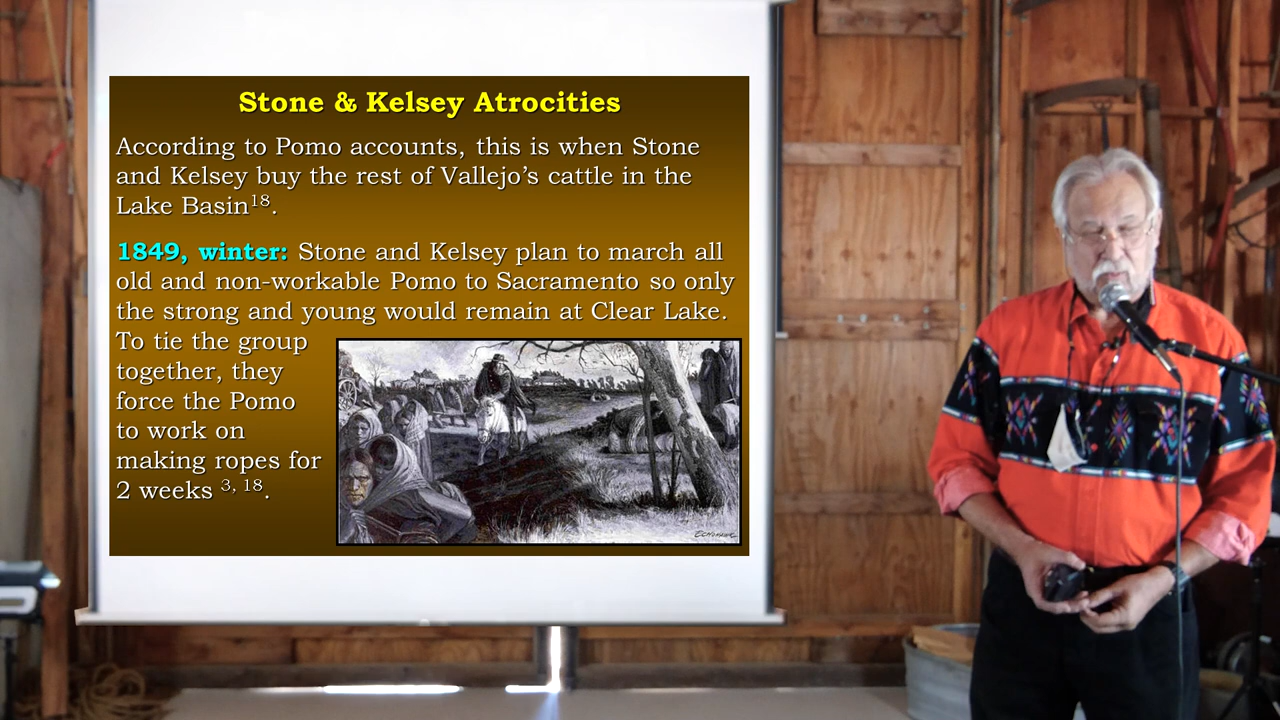 Stone & Kelsey Atrocities
According to Pomo accounts, this is when Stone
and Kelsey buy the rest of Vallejo’s cattle in the
Lake Basin18.
1849, winter: Stone and Kelsey plan to march all
old and non-workable Pomo to Sacramento so only
the strong and young would remain at Clear Lake.
To tie the group
together, they
force the Pomo
to work on
making ropes for
2 weeks 3, 18.